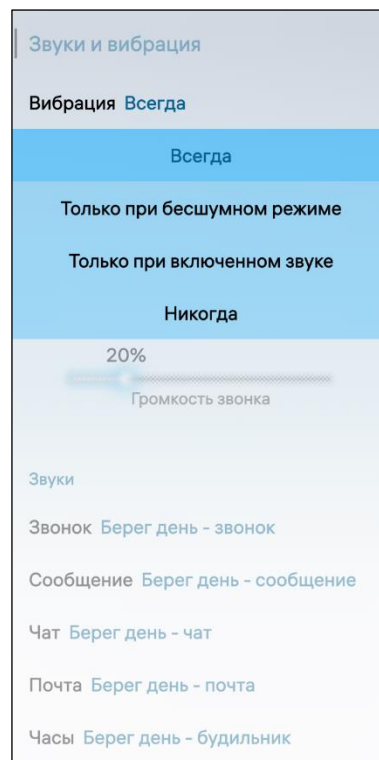 Звуки и вибрация
Вибрация Всегда
Всегда
Только при бесшумном режиме
Только при включенном звуке
Никогда
20%
Громкость звонка
Звуки
Звонок Берег день - звонок
Сообщение Берег день - сообщение
Чат Берег день - чат
Почта Берег день - почта
Часы Берег день - будильник